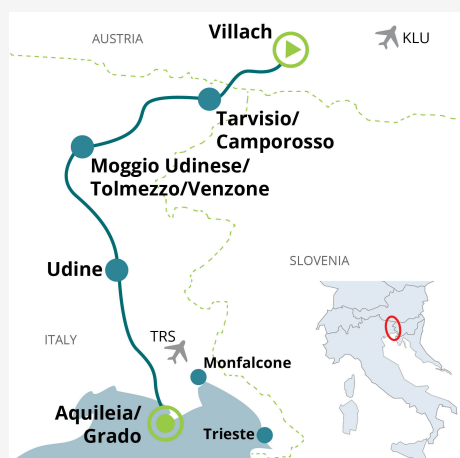 Villach
AUSTRIA
KLU
Tarvisio/
Camporosso
Moggio Udinese/
Tolmezzo/Venzone
SLOVENIA
Udine
TRS
ITALY
Monfalcone
Aquileia/
Grado
Trieste